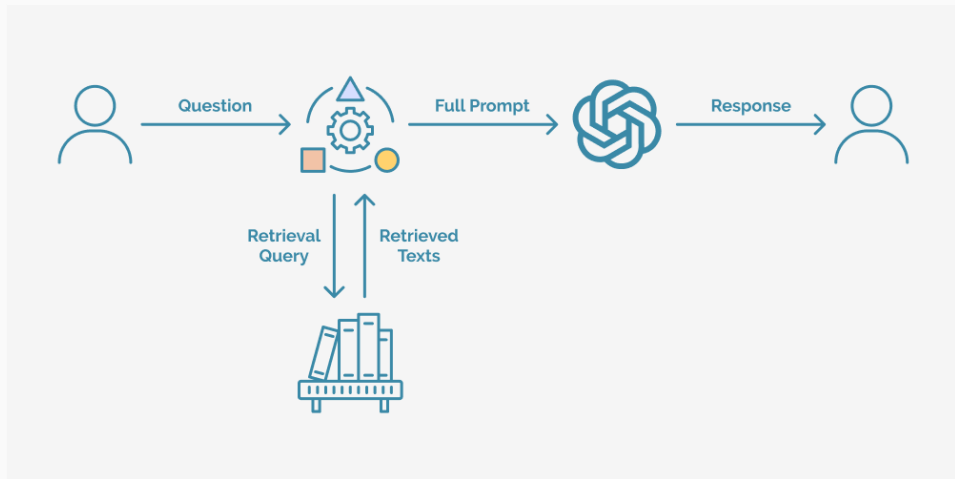 Question
Full Prompt
Response
Retrieval
Query
Retrieved
Texts